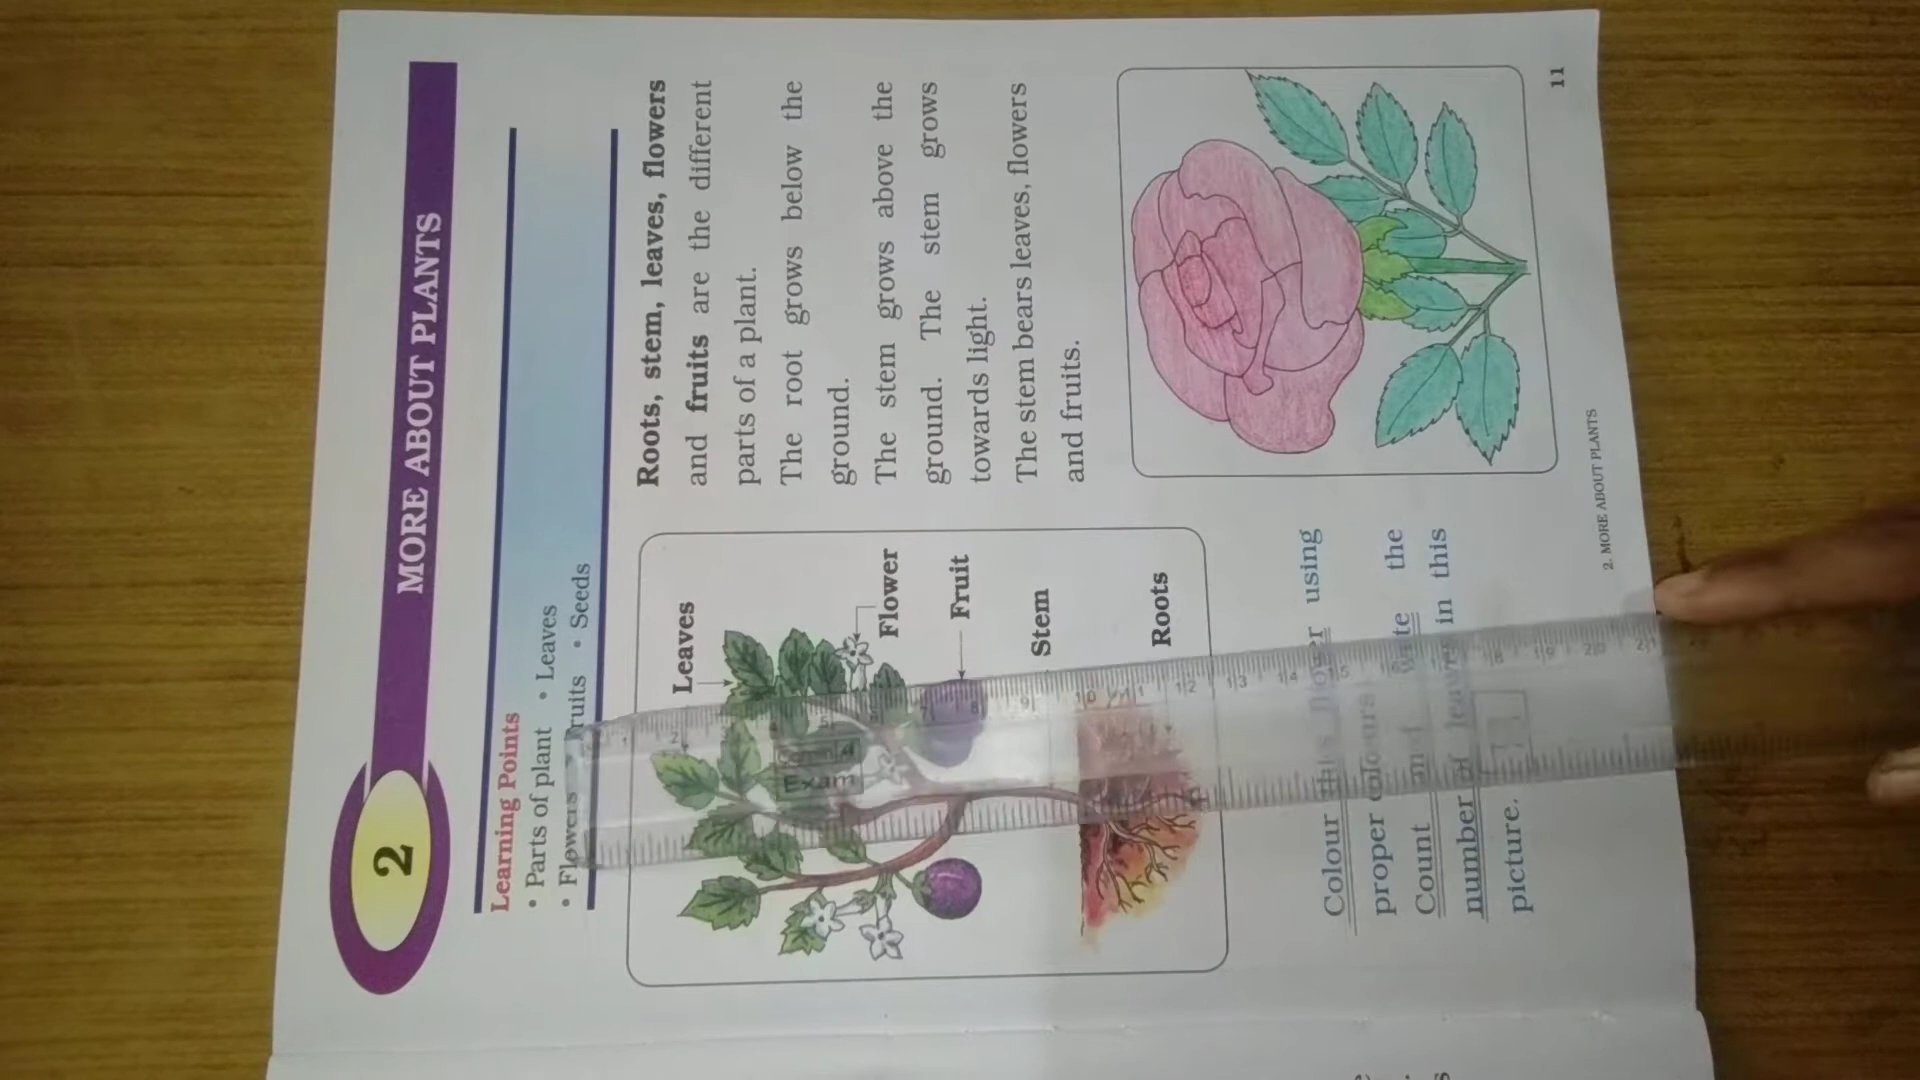 2
MORE ABOUT PLANTS
Learning Points
• Parts of plant • Leaves
• Flowers ruits • Seeds
Leaves
Flower
Fruit
Stem
Roots
Exam
Roots, stem, leaves, flowers
and fruits are the different
parts of a plant.
The root grows below the
ground.
The stem grows above the
ground. The stem grows
towards light.
The stem bears leaves, flowers
and fruits.
Colour this flower using
proper colours.
Count and the
number of leaves in this
picture.
2. MORE ABOUT PLANTS
11